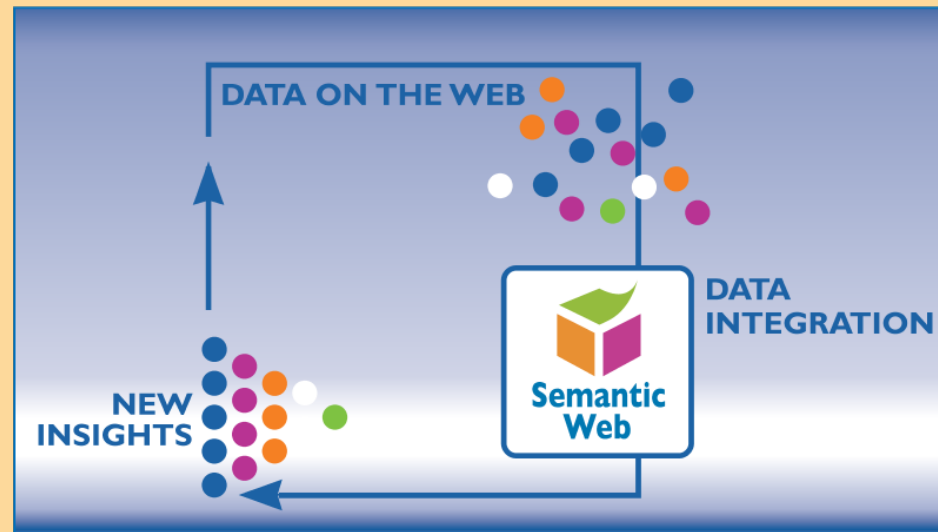 DATA ON THE WEB
DATA
INTEGRATION
Semantic
Web
NEW
INSIGHTS